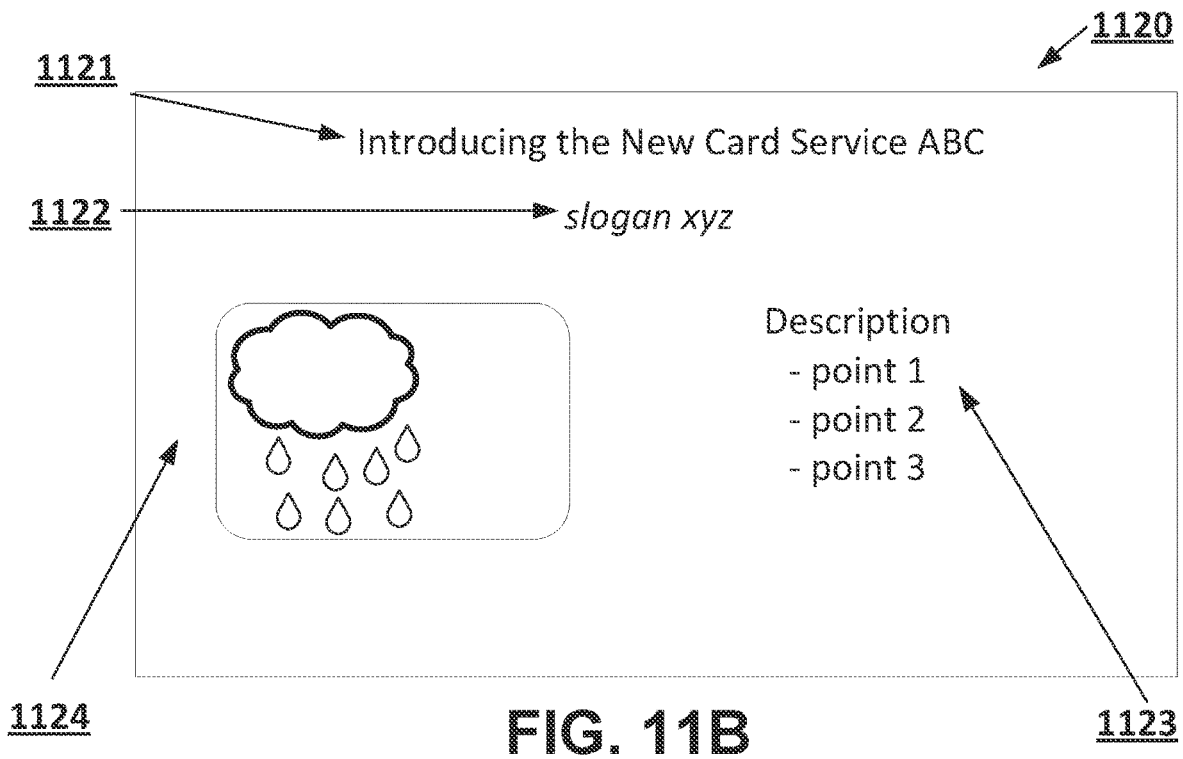 1120
1121
Introducing the New Card Service ABC
1122
slogan xyz
Description
- point 1
- point 2
- point 3
1124
1123
FIG. 11B